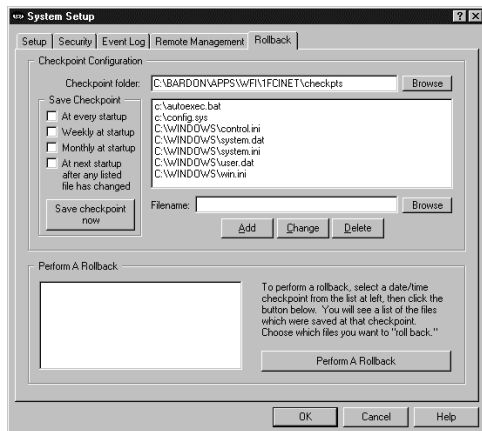 System Setup
Setup
Security
Event Log
Remote Management
Rollback
Checkpoint Configuration
Checkpoint folder:
C:\BARDON\APPS\WFI\1FCINET\checkpts
Browse
Save Checkpoint
At every startup
Weekly at startup
Monthly at startup
At next startup
after any listed
file has changed
Save checkpoint
now
c:\autoexec.bat
c:\config.sys
C:\WINDOWS\control.ini
C:\WINDOWS\system.dat
C:\WINDOWS\system.ini
C:\WINDOWS\user.dat
C:\WINDOWS\win.ini
Filename:
Browse
Add
Change
Delete
Perform A Rollback
To perform a rollback, select a date/time
checkpoint from the list at left, then click the
button below. You will see a list of the files
which were saved at that checkpoint.
Choose which files you want to "roll back."
Perform A Rollback
OK
Cancel
Help